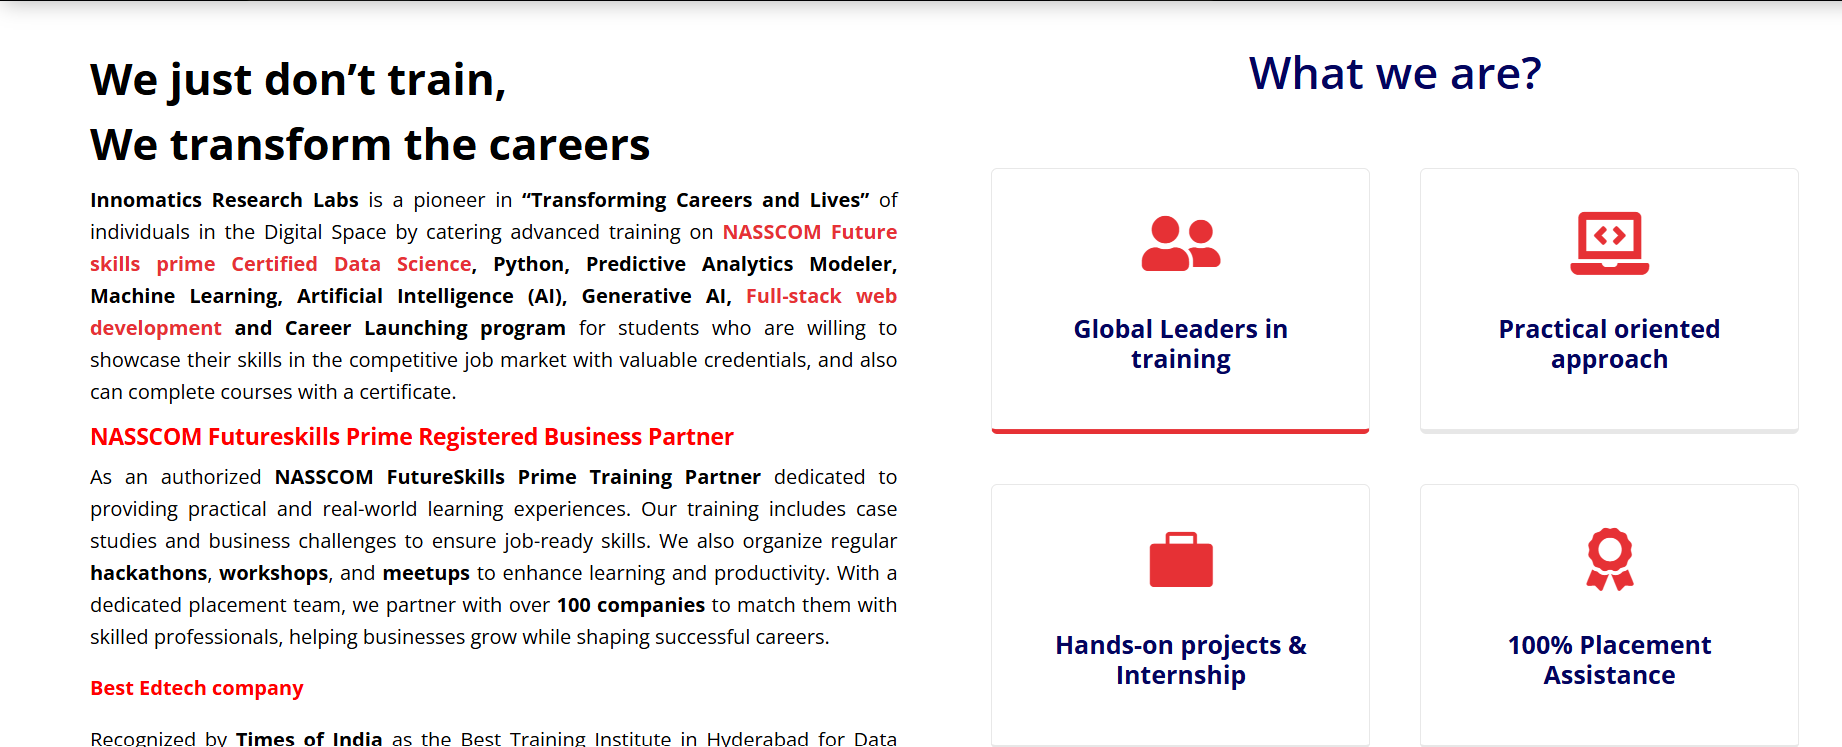 We just don’t train,
We transform the careers
Innomatics Research Labs is a pioneer in “Transforming Careers and Lives” of
individuals in the Digital Space by catering advanced training on NASSCOM Future
skills prime Certified Data Science, Python, Predictive Analytics Modeler,
Machine Learning, Artificial Intelligence (AI), Generative AI, Full-stack web
development and Career Launching program for students who are willing to
showcase their skills in the competitive job market with valuable credentials, and also
can complete courses with a certificate.
NASSCOM Futureskills Prime Registered Business Partner
As an authorized NASSCOM FutureSkills Prime Training Partner dedicated to
providing practical and real-world learning experiences. Our training includes case
studies and business challenges to ensure job-ready skills. We also organize regular
hackathons, workshops, and meetups to enhance learning and productivity. With a
dedicated placement team, we partner with over 100 companies to match them with
skilled professionals, helping businesses grow while shaping successful careers.
Best Edtech company
Recognized by Times of India as the Best Training Institute in Hyderabad for Data
What we are?
Global Leaders in
training
Practical oriented
approach
Hands-on projects &
Internship
100% Placement
Assistance